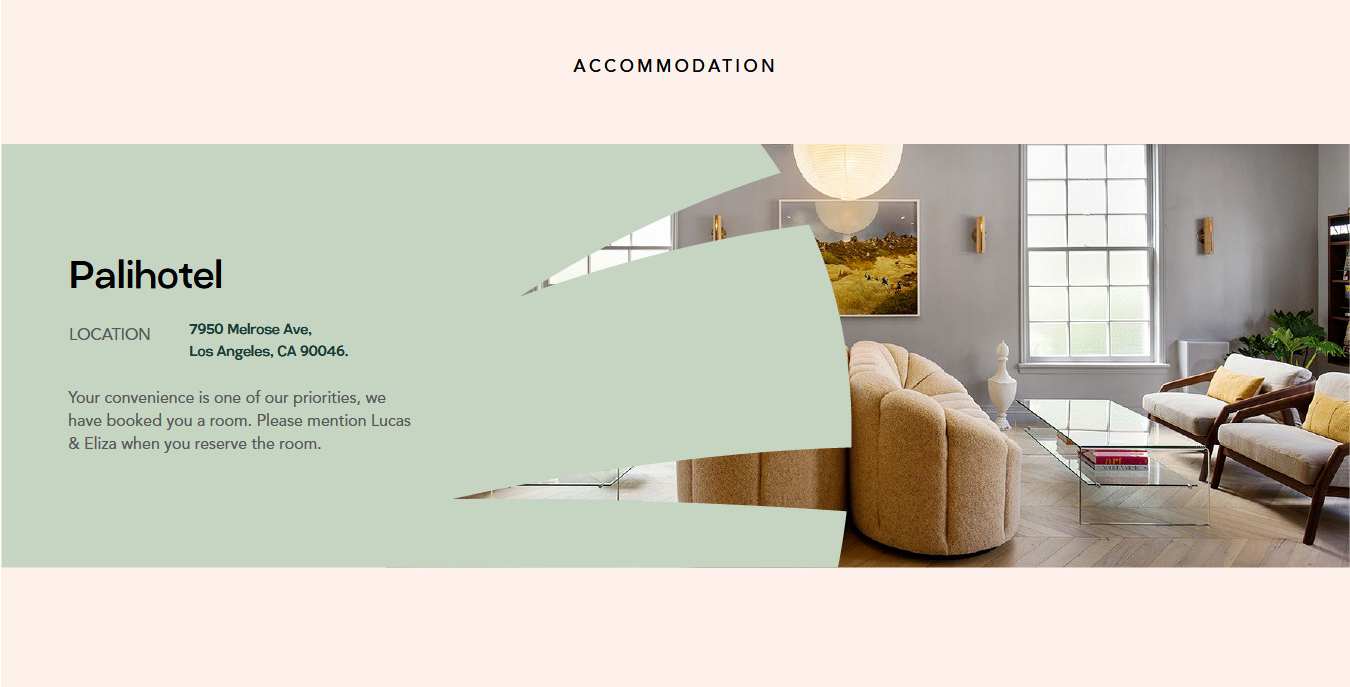 ACCOMMODATION
Palihotel
LOCATION
7950 Melrose Ave,
Los Angeles, CA 90046.
Your convenience is one of our priorities, we
have booked you a room. Please mention Lucas
& Eliza when you reserve the room.
art